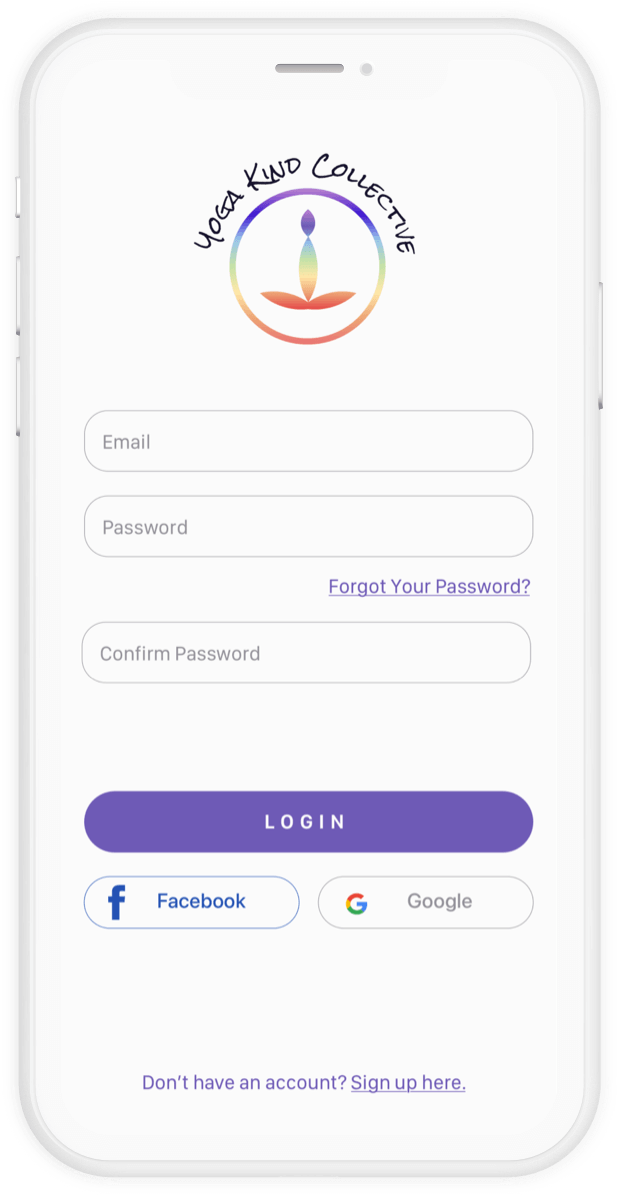 Yoga Kind Collective
Email
Password
Forgot Your Password?
Confirm Password
LOGIN
Facebook
Google
Don’t have an account? Sign up here.